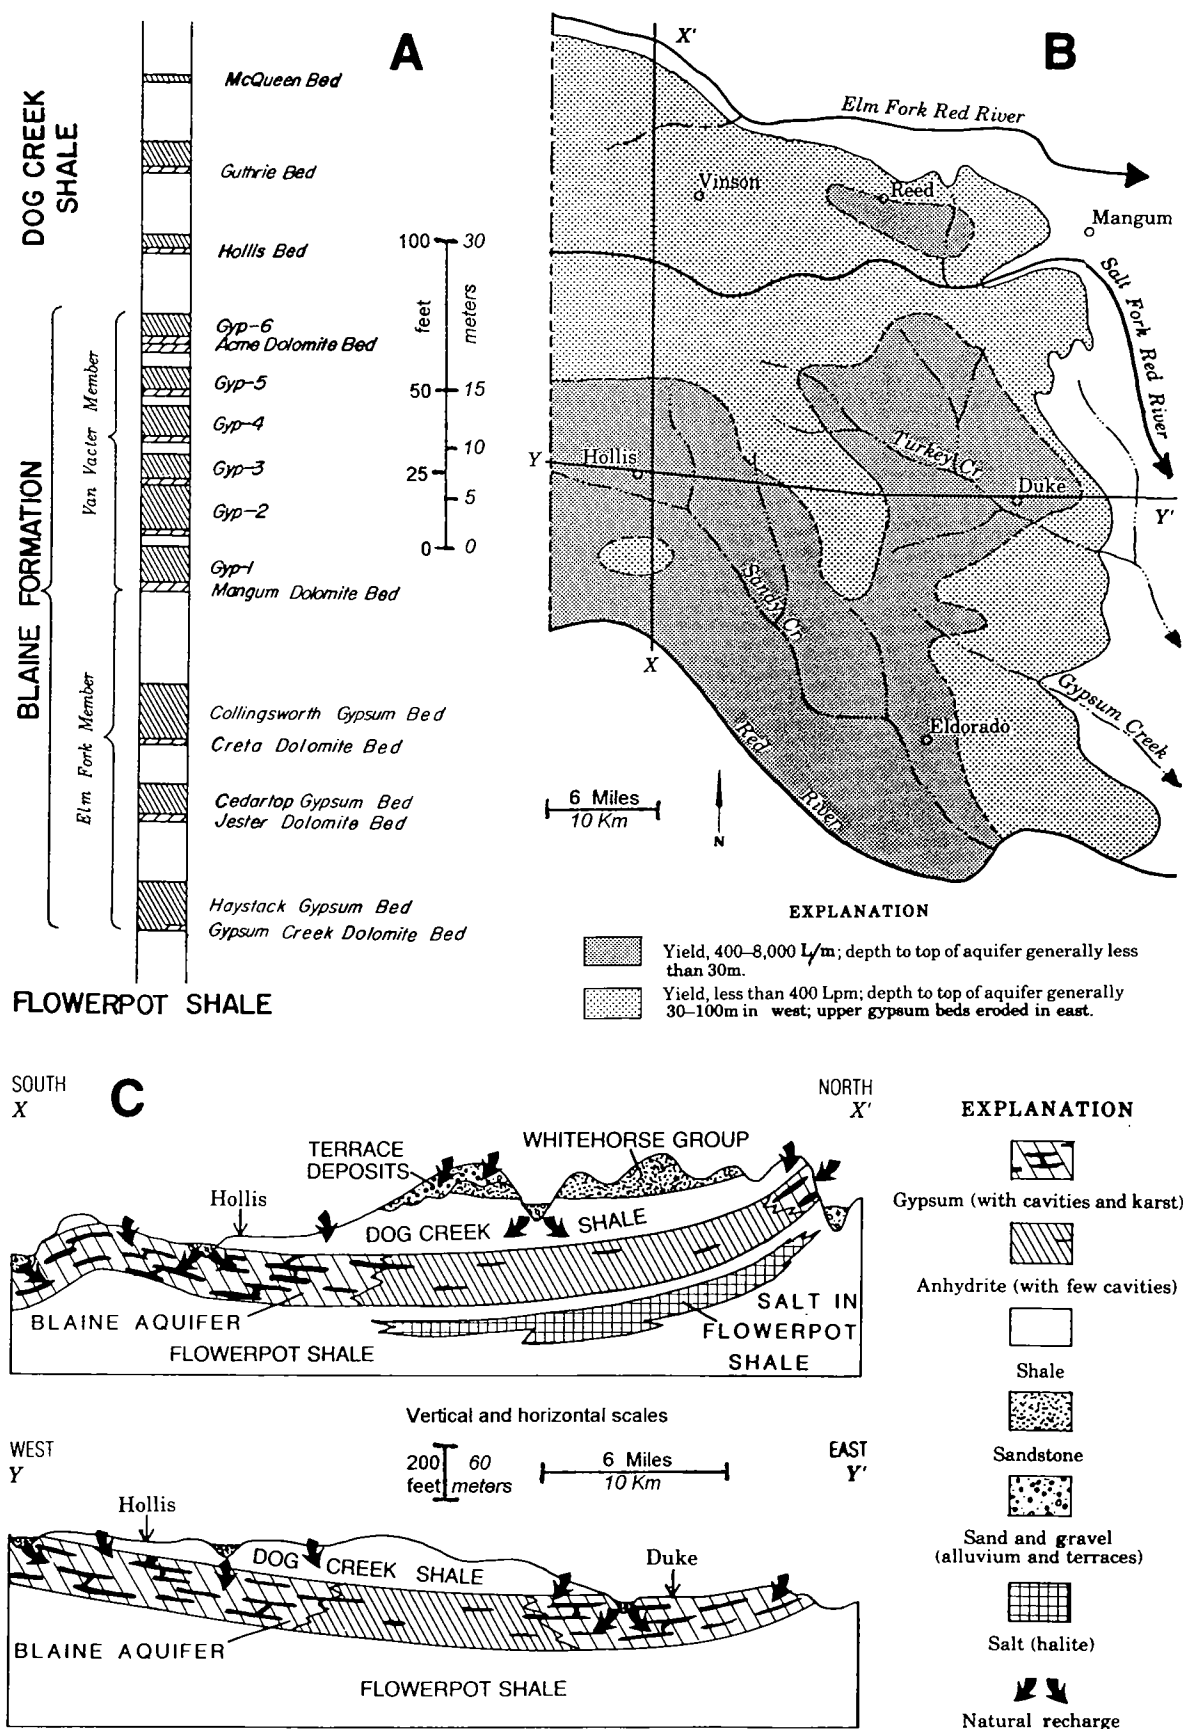 A
McQueen Bed
Guthrie Bed
Hollis Bed
DOG CREEK
SHALE
Gyp-6
Acme Dolomite Bed
Gyp-5
Gyp-4
Gyp-3
Gyp-2
Gyp-1
Mangum Dolomite Bed
Collingsworth Gypsum Bed
Creta Dolomite Bed
Cedartop Gypsum Bed
Jester Dolomite Bed
Haystack Gypsum Bed
Gypsum Creek Dolomite Bed
BLAINE FORMATION
Van Vacter Member
Elm Fork Member
FLOWERPOT SHALE
100 30
50 15
10
25
5
0 0
feet
meters
B
X'
Elm Fork Red River
Vinson
Reed
Mangum
Salt Fork Red River
Turkey Cr
Y
Hollis
Duke
Y'
Sandy Cr
X
Gypsum Creek
Eldorado
Red River
6 Miles
10 Km
N
EXPLANATION
Yield, 400–8,000 L/m; depth to top of aquifer generally less
than 30m.
Yield, less than 400 Lpm; depth to top of aquifer generally
30–100m in west; upper gypsum beds eroded in east.
C
SOUTH
X
NORTH
X'
TERRACE
DEPOSITS
WHITEHORSE GROUP
Hollis
DOG CREEK SHALE
BLAINE AQUIFER
FLOWERPOT SHALE
SALT IN
FLOWERPOT
SHALE
Vertical and horizontal scales
200 60
feet meters
6 Miles
10 Km
WEST
Y
EAST
Y'
Hollis
DOG CREEK SHALE
Duke
BLAINE AQUIFER
FLOWERPOT SHALE
EXPLANATION
Gypsum (with cavities and karst)
Anhydrite (with few cavities)
Shale
Sandstone
Sand and gravel
(alluvium and terraces)
Salt (halite)
Natural recharge